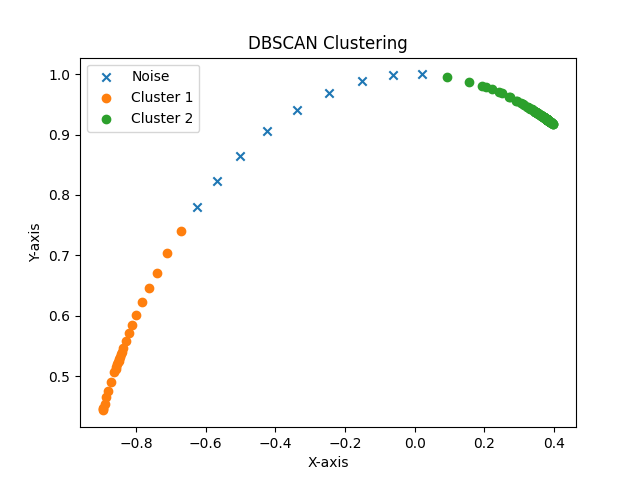 DBSCAN Clustering
Noise
Cluster 1
Cluster 2
1.0
0.9
0.8
0.7
0.6
0.5
Y-axis
−0.8 −0.6 −0.4 −0.2 0.0 0.2 0.4
X-axis